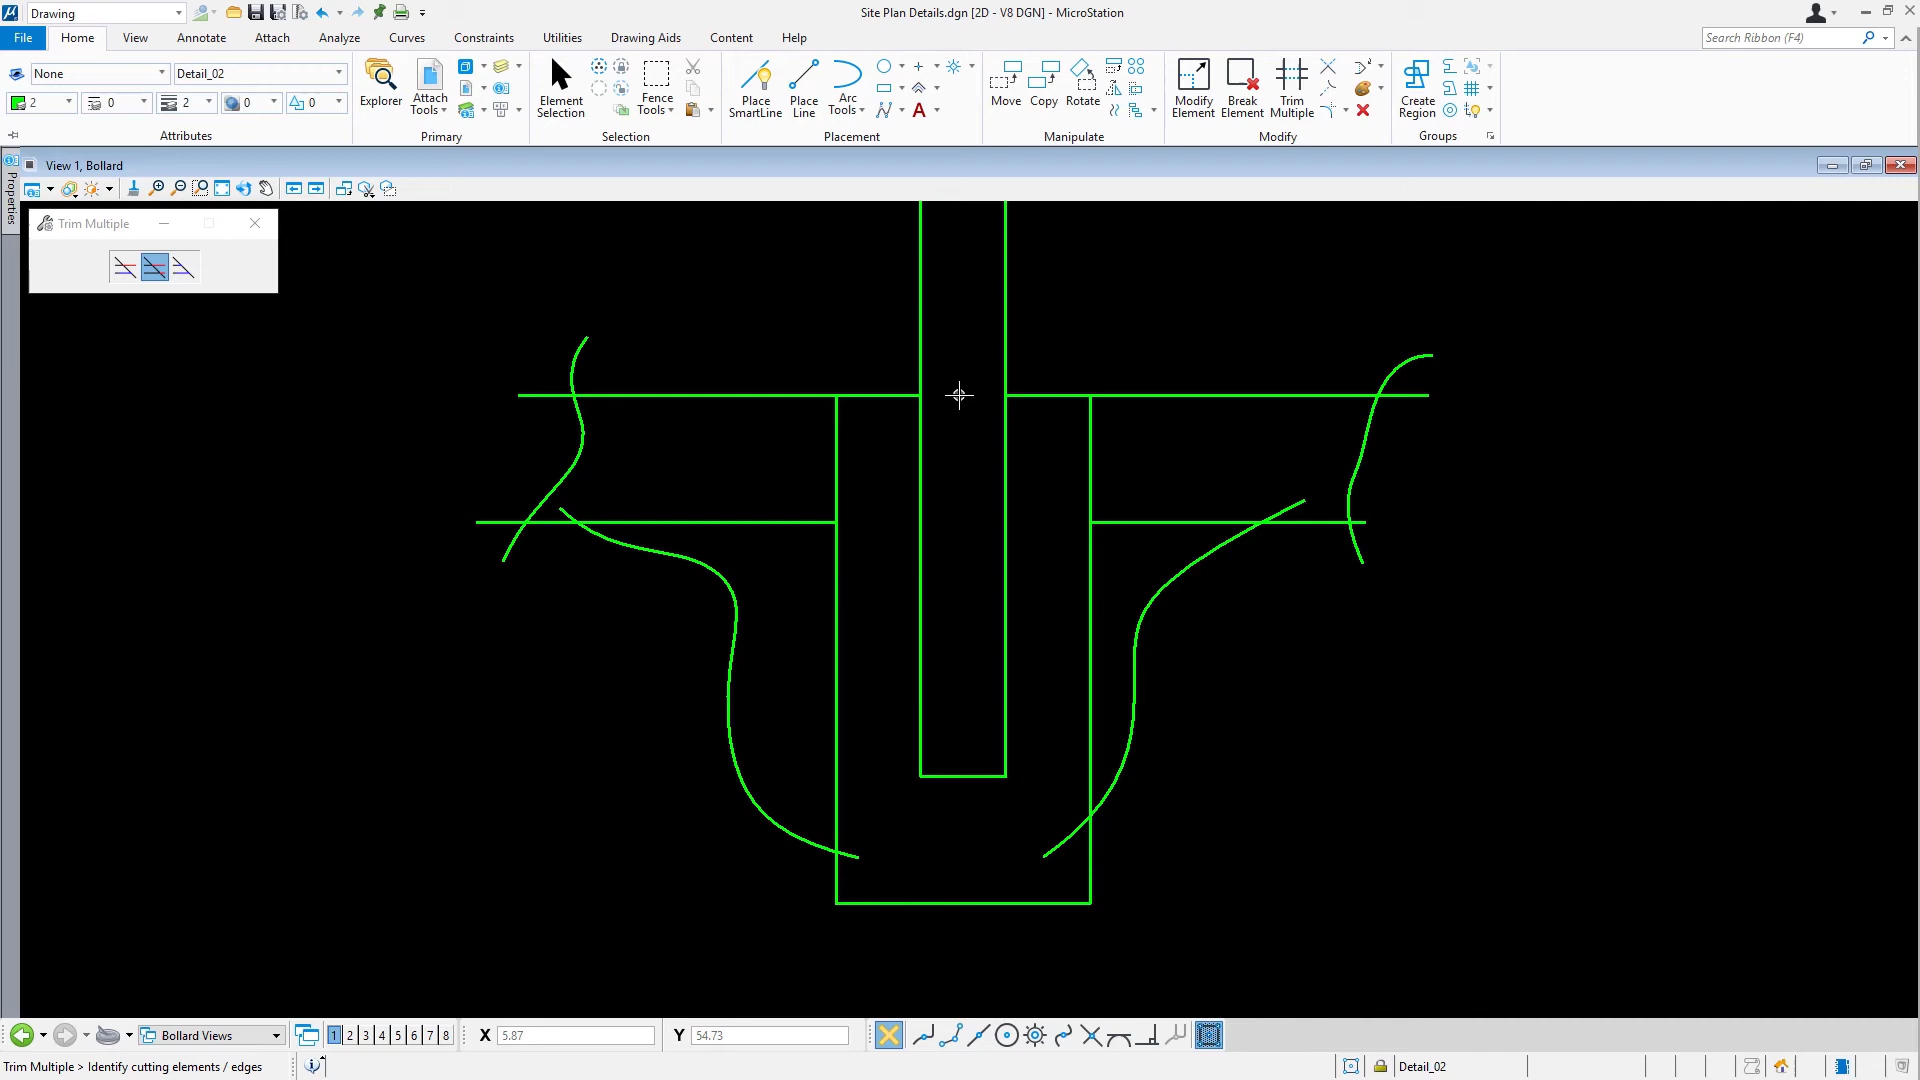 Drawing
Site Plan Details.dgn [2D - V8 DGN] - MicroStation
File Home View Annotate Attach Analyze Curves Constraints Utilities Drawing Aids Content Help
Search Ribbon (F4)
None
Detail_02
2 0 2 0 0
Attributes
Explorer
Attach Tools
Primary
Element Selection
Fence Tools
Selection
Place SmartLine
Place Line
Arc Tools
Placement
Move
Copy
Rotate
Manipulate
Modify Element
Break Element
Trim Multiple
Modify
Create Region
Groups
Properties
View 1, Bollard
Trim Multiple
Bollard Views
1 2 3 4 5 6 7 8
X 5.87
Y 54.73
Trim Multiple > Identify cutting elements / edges
Detail_02